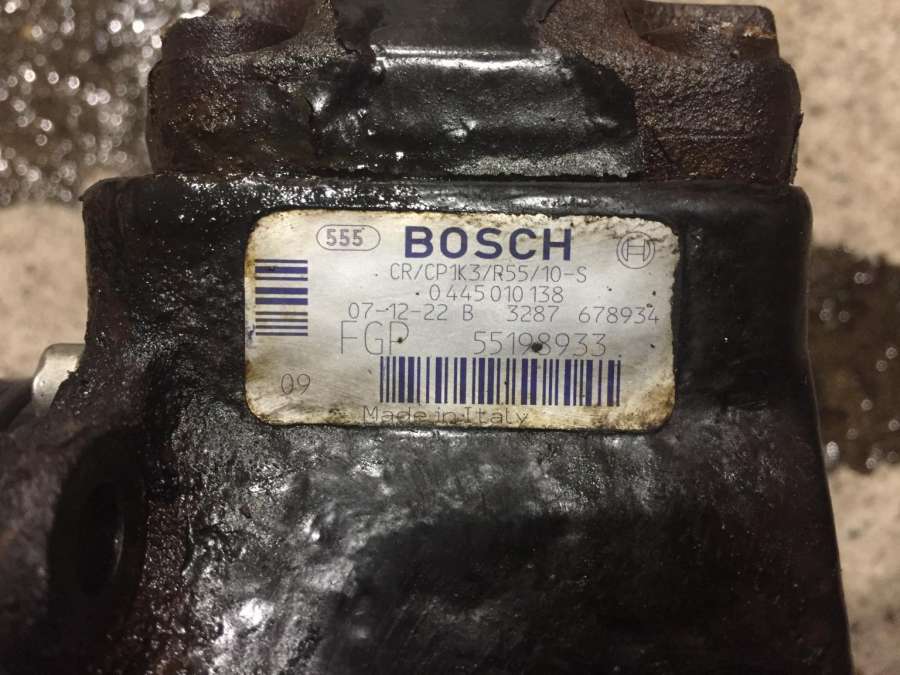 555 BOSCH H
CR/CP1K3/R55/10-S
0 445 010 138
07-12-22 B 3287 678934
FGP 55198933
09
Made in Italy